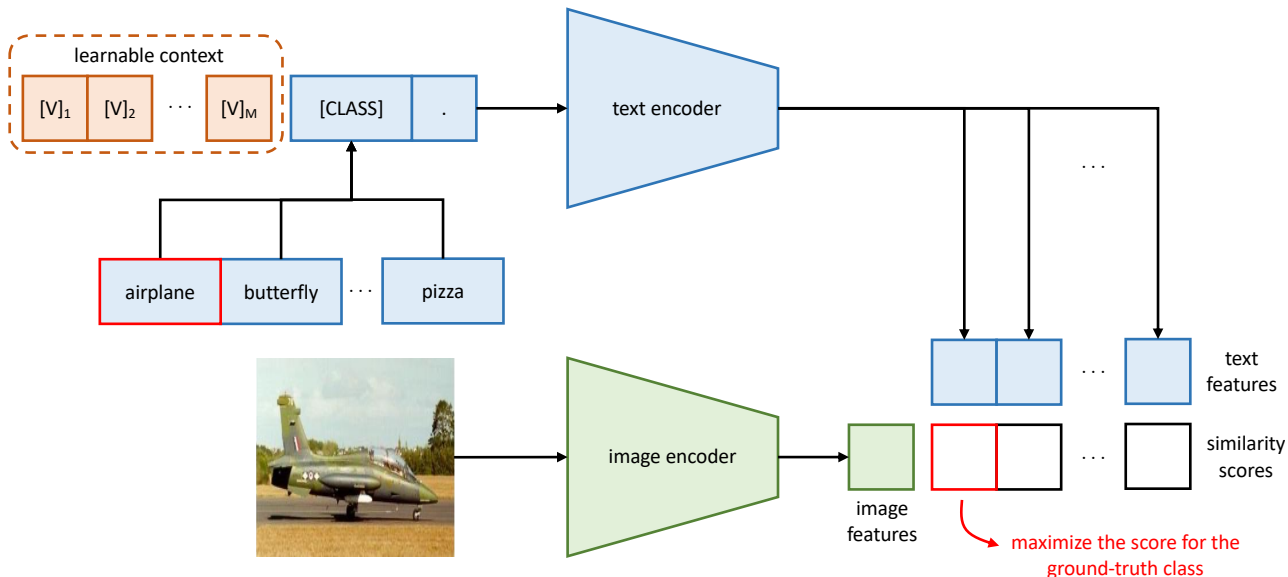 learnable context
[V]₁ [V]₂ . . . [V]M [CLASS] .
text encoder
. . .
airplane butterfly . . . pizza
. . . text
features
image encoder
. . . similarity
scores
image
features
maximize the score for the
ground-truth class